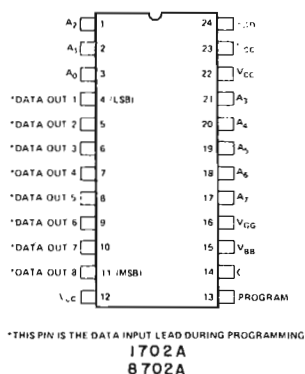 A2 1 24
A1 2 23
A0 3 22 VCC
*DATA OUT 1 4 (LSB) 21 A3
*DATA OUT 2 5 20 A4
*DATA OUT 3 6 19 A5
*DATA OUT 4 7 18 A6
*DATA OUT 5 8 17 A7
*DATA OUT 6 9 16 VGG
*DATA OUT 7 10 15 VBB
*DATA OUT 8 11 (MSB) 14
VCC 12 13 PROGRAM
*THIS PIN IS THE DATA INPUT LEAD DURING PROGRAMMING
1702A
8702A